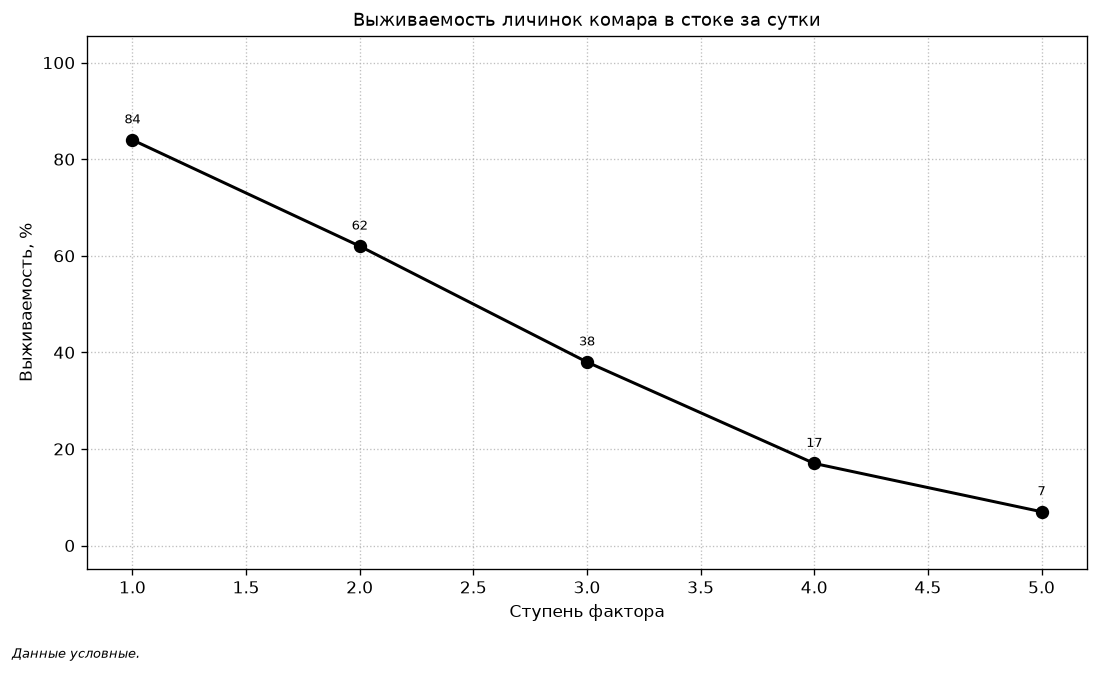 Выживаемость личинок комара в стоке за сутки
Выживаемость, %
100
80
60
40
20
0
84
62
38
17
7
1.0 1.5 2.0 2.5 3.0 3.5 4.0 4.5 5.0
Ступень фактора
Данные условные.